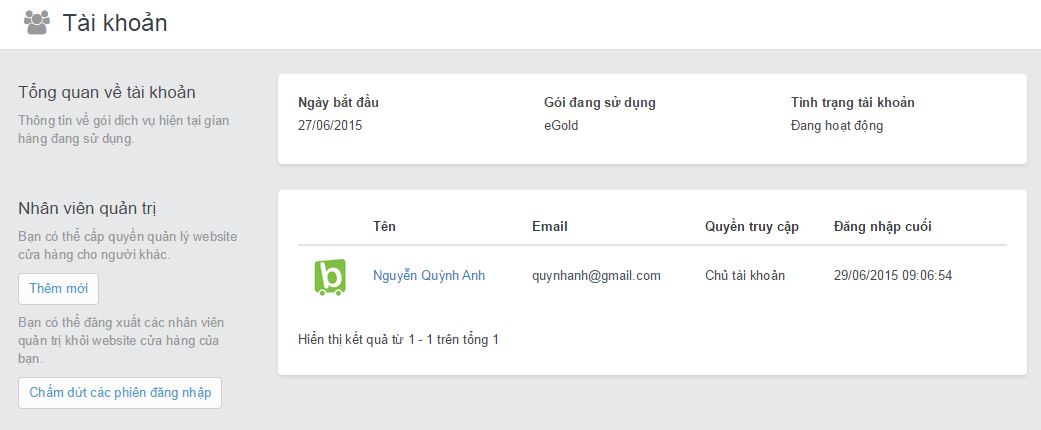 Tài khoản
Tổng quan về tài khoản
Thông tin về gói dịch vụ hiện tại gian
hàng đang sử dụng.
Ngày bắt đầu
Gói đang sử dụng
Tình trạng tài khoản
27/06/2015
eGold
Đang hoạt động
Nhân viên quản trị
Bạn có thể cấp quyền quản lý website
cửa hàng cho người khác.
Thêm mới
Bạn có thể đăng xuất các nhân viên
quản trị khỏi website cửa hàng của
bạn.
Chấm dứt các phiên đăng nhập
Tên
Email
Quyền truy cập
Đăng nhập cuối
b
Nguyễn Quỳnh Anh
quynhanh@gmail.com
Chủ tài khoản
29/06/2015 09:06:54
Hiển thị kết quả từ 1 - 1 trên tổng 1